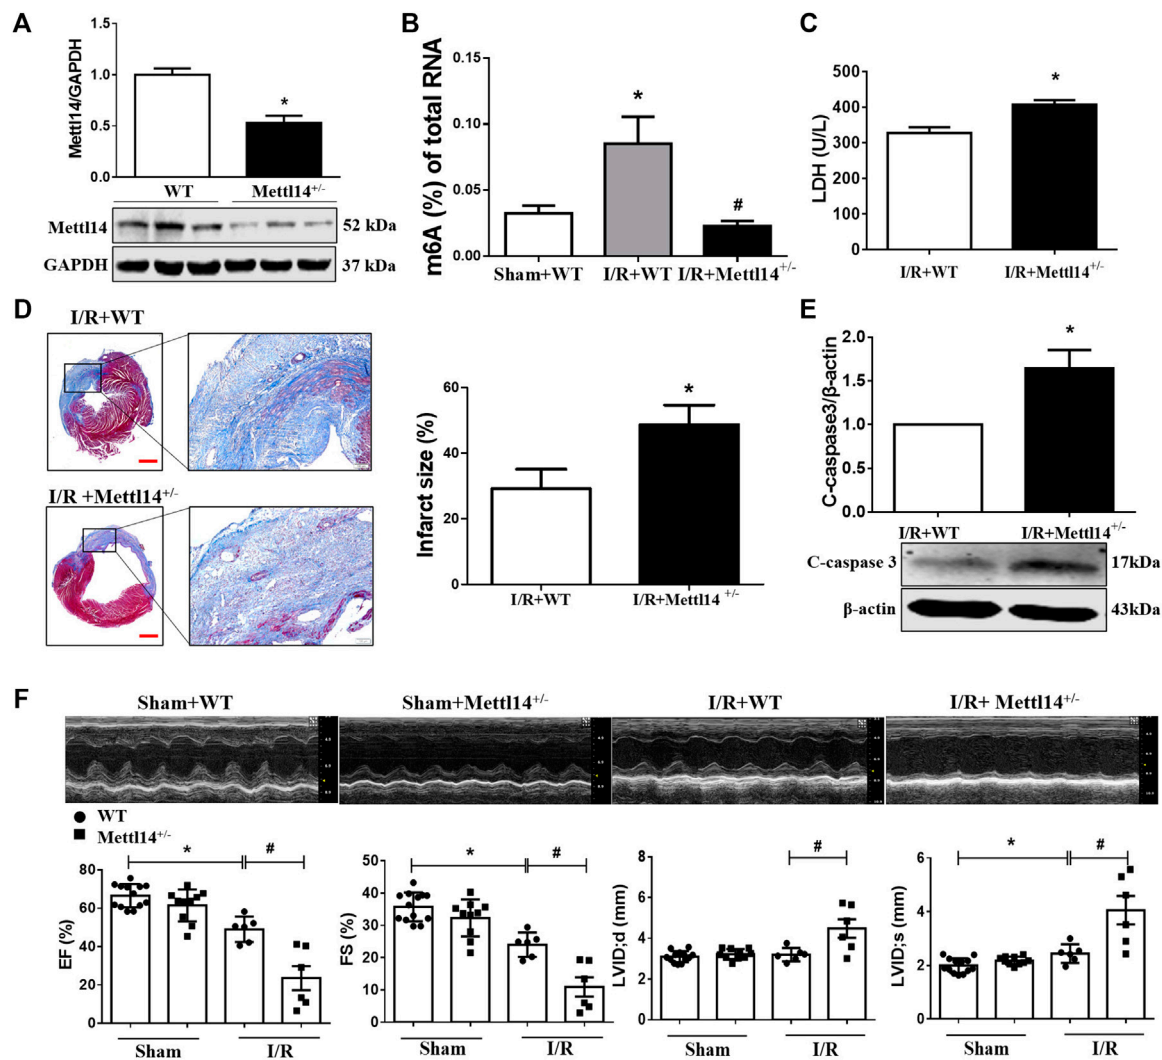 A
Mettl14/GAPDH
1.5
1.0
0.5
0.0
*
WT
Mettl14+/-
Mettl14
52 kDa
GAPDH
37 kDa
B
m6A (%) of total RNA
0.15
0.10
0.05
0.00
*
#
Sham+WT
I/R+WT
I/R+Mettl14+/-
C
LDH (U/L)
500
400
300
200
100
0
*
I/R+WT
I/R+Mettl14+/-
D
I/R+WT
I/R +Mettl14+/-
Infarct size (%)
60
40
20
0
*
I/R+WT
I/R+Mettl14 +/-
E
C-caspase3/β-actin
2.0
1.5
1.0
0.5
0.0
*
I/R+WT
I/R+Mettl14+/-
C-caspase 3
17kDa
β-actin
43kDa
F
Sham+WT
Sham+Mettl14+/-
I/R+WT
I/R+ Mettl14+/-
WT
Mettl14+/-
EF (%)
80
60
40
20
0
*
#
Sham
I/R
FS (%)
50
40
30
20
10
0
*
#
Sham
I/R
LVID;d (mm)
8
6
4
2
0
#
Sham
I/R
LVID;s (mm)
6
4
2
0
*
#
Sham
I/R